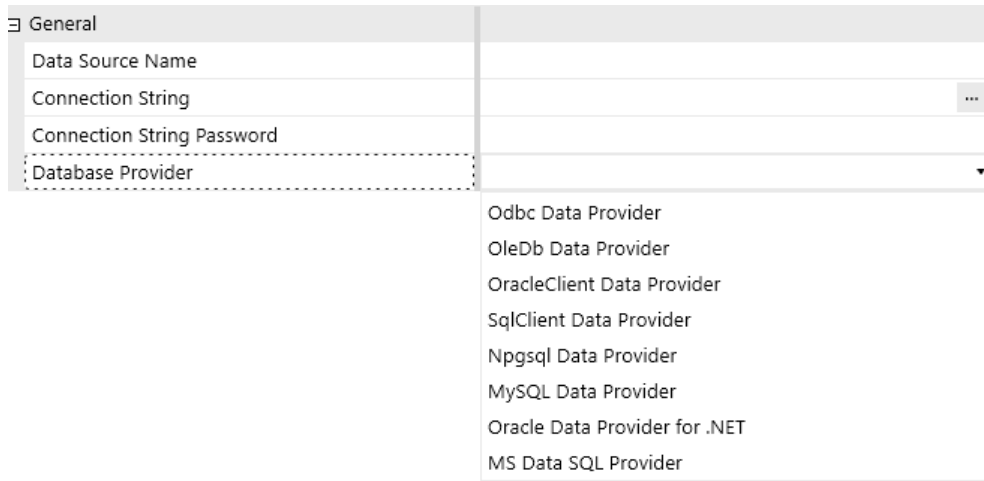 General
Data Source Name
Connection String
...
Connection String Password
Database Provider
Odbc Data Provider
OleDb Data Provider
OracleClient Data Provider
SqlClient Data Provider
Npgsql Data Provider
MySQL Data Provider
Oracle Data Provider for .NET
MS Data SQL Provider